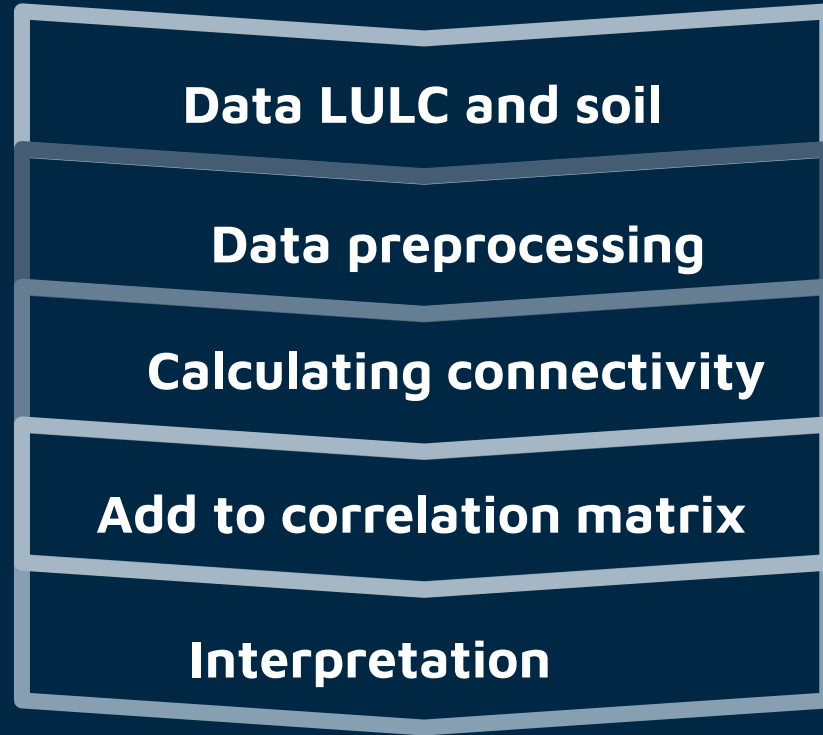 Data LULC and soil
Data preprocessing
Calculating connectivity
Add to correlation matrix
Interpretation